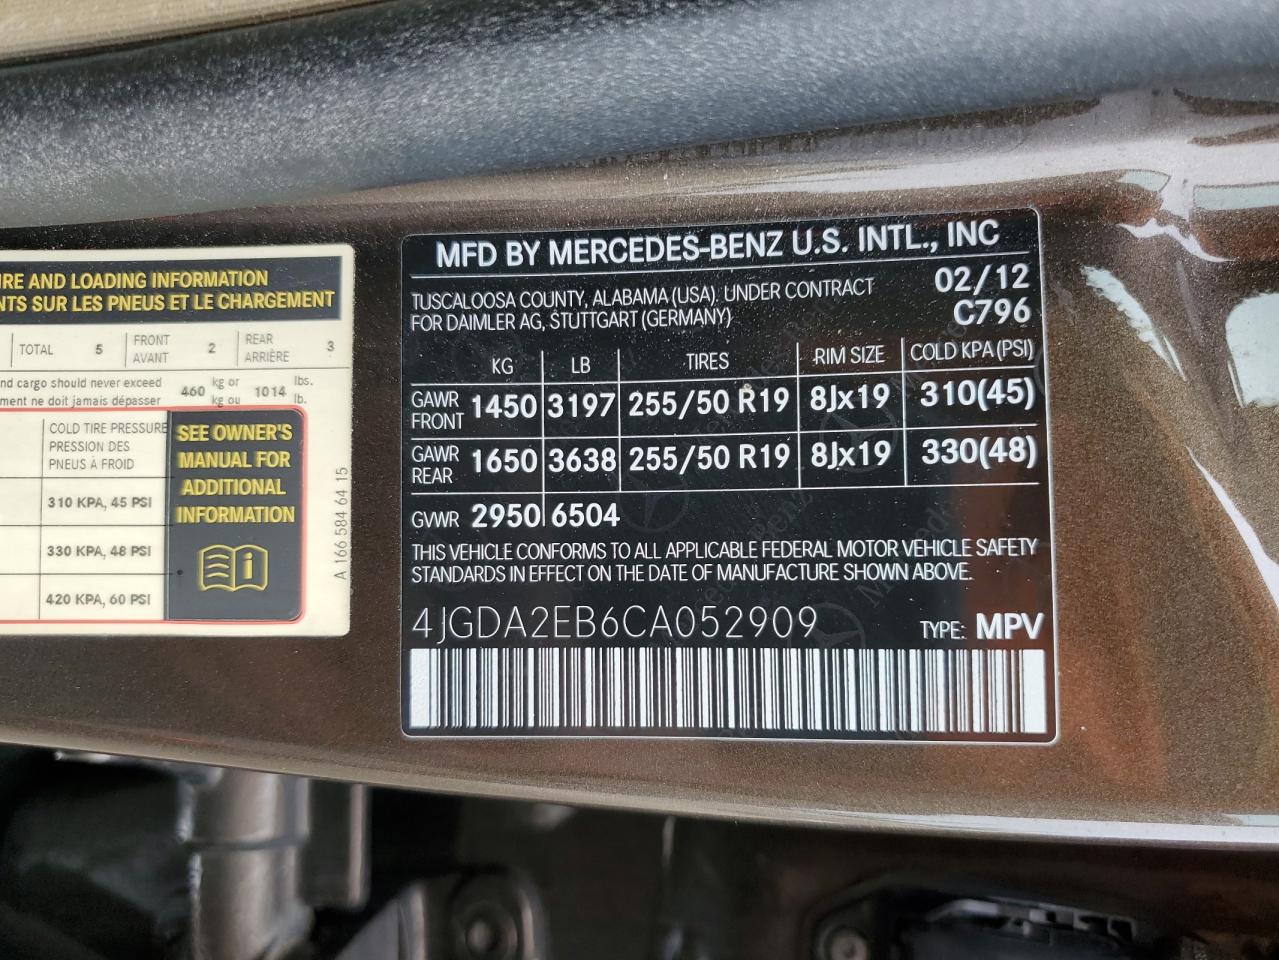 IRE AND LOADING INFORMATION
NTS SUR LES PNEUS ET LE CHARGEMENT
TOTAL 5 FRONT AVANT 2 REAR ARRIÈRE 3
nd cargo should never exceed
ment ne doit jamais dépasser
460 kg or kg ou 1014 lbs. lb.
COLD TIRE PRESSURE
PRESSION DES
PNEUS À FROID
310 KPA, 45 PSI
330 KPA, 48 PSI
420 KPA, 60 PSI
SEE OWNER'S
MANUAL FOR
ADDITIONAL
INFORMATION
A 166 584 64 15
MFD BY MERCEDES-BENZ U.S. INTL., INC
TUSCALOOSA COUNTY, ALABAMA (USA). UNDER CONTRACT
FOR DAIMLER AG, STUTTGART (GERMANY)
02/12
C796
KG LB TIRES RIM SIZE COLD KPA (PSI)
GAWR FRONT 1450 3197 255/50 R19 8Jx19 310(45)
GAWR REAR 1650 3638 255/50 R19 8Jx19 330(48)
GVWR 2950 6504
THIS VEHICLE CONFORMS TO ALL APPLICABLE FEDERAL MOTOR VEHICLE SAFETY
STANDARDS IN EFFECT ON THE DATE OF MANUFACTURE SHOWN ABOVE.
4JGDA2EB6CA052909 TYPE: MPV